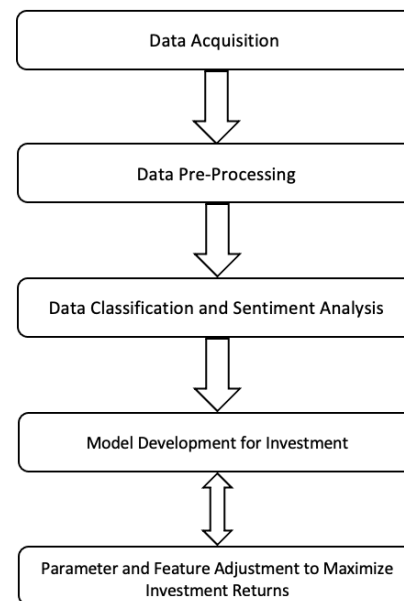 Data Acquisition
Data Pre-Processing
Data Classification and Sentiment Analysis
Model Development for Investment
Parameter and Feature Adjustment to Maximize
Investment Returns